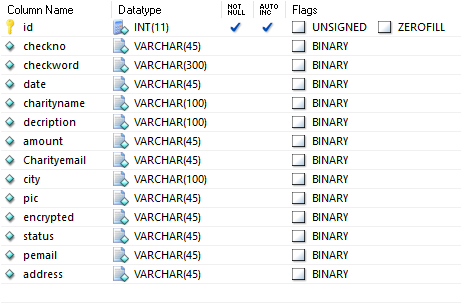 Column Name Datatype NOT NULL AUTO INC Flags
id INT(11) UNSIGNED ZEROFILL
checkno VARCHAR(45) BINARY
checkword VARCHAR(300) BINARY
date VARCHAR(45) BINARY
charityname VARCHAR(100) BINARY
decription VARCHAR(100) BINARY
amount VARCHAR(45) BINARY
Charityemail VARCHAR(45) BINARY
city VARCHAR(100) BINARY
pic VARCHAR(45) BINARY
encrypted VARCHAR(45) BINARY
status VARCHAR(45) BINARY
pemail VARCHAR(45) BINARY
address VARCHAR(45) BINARY